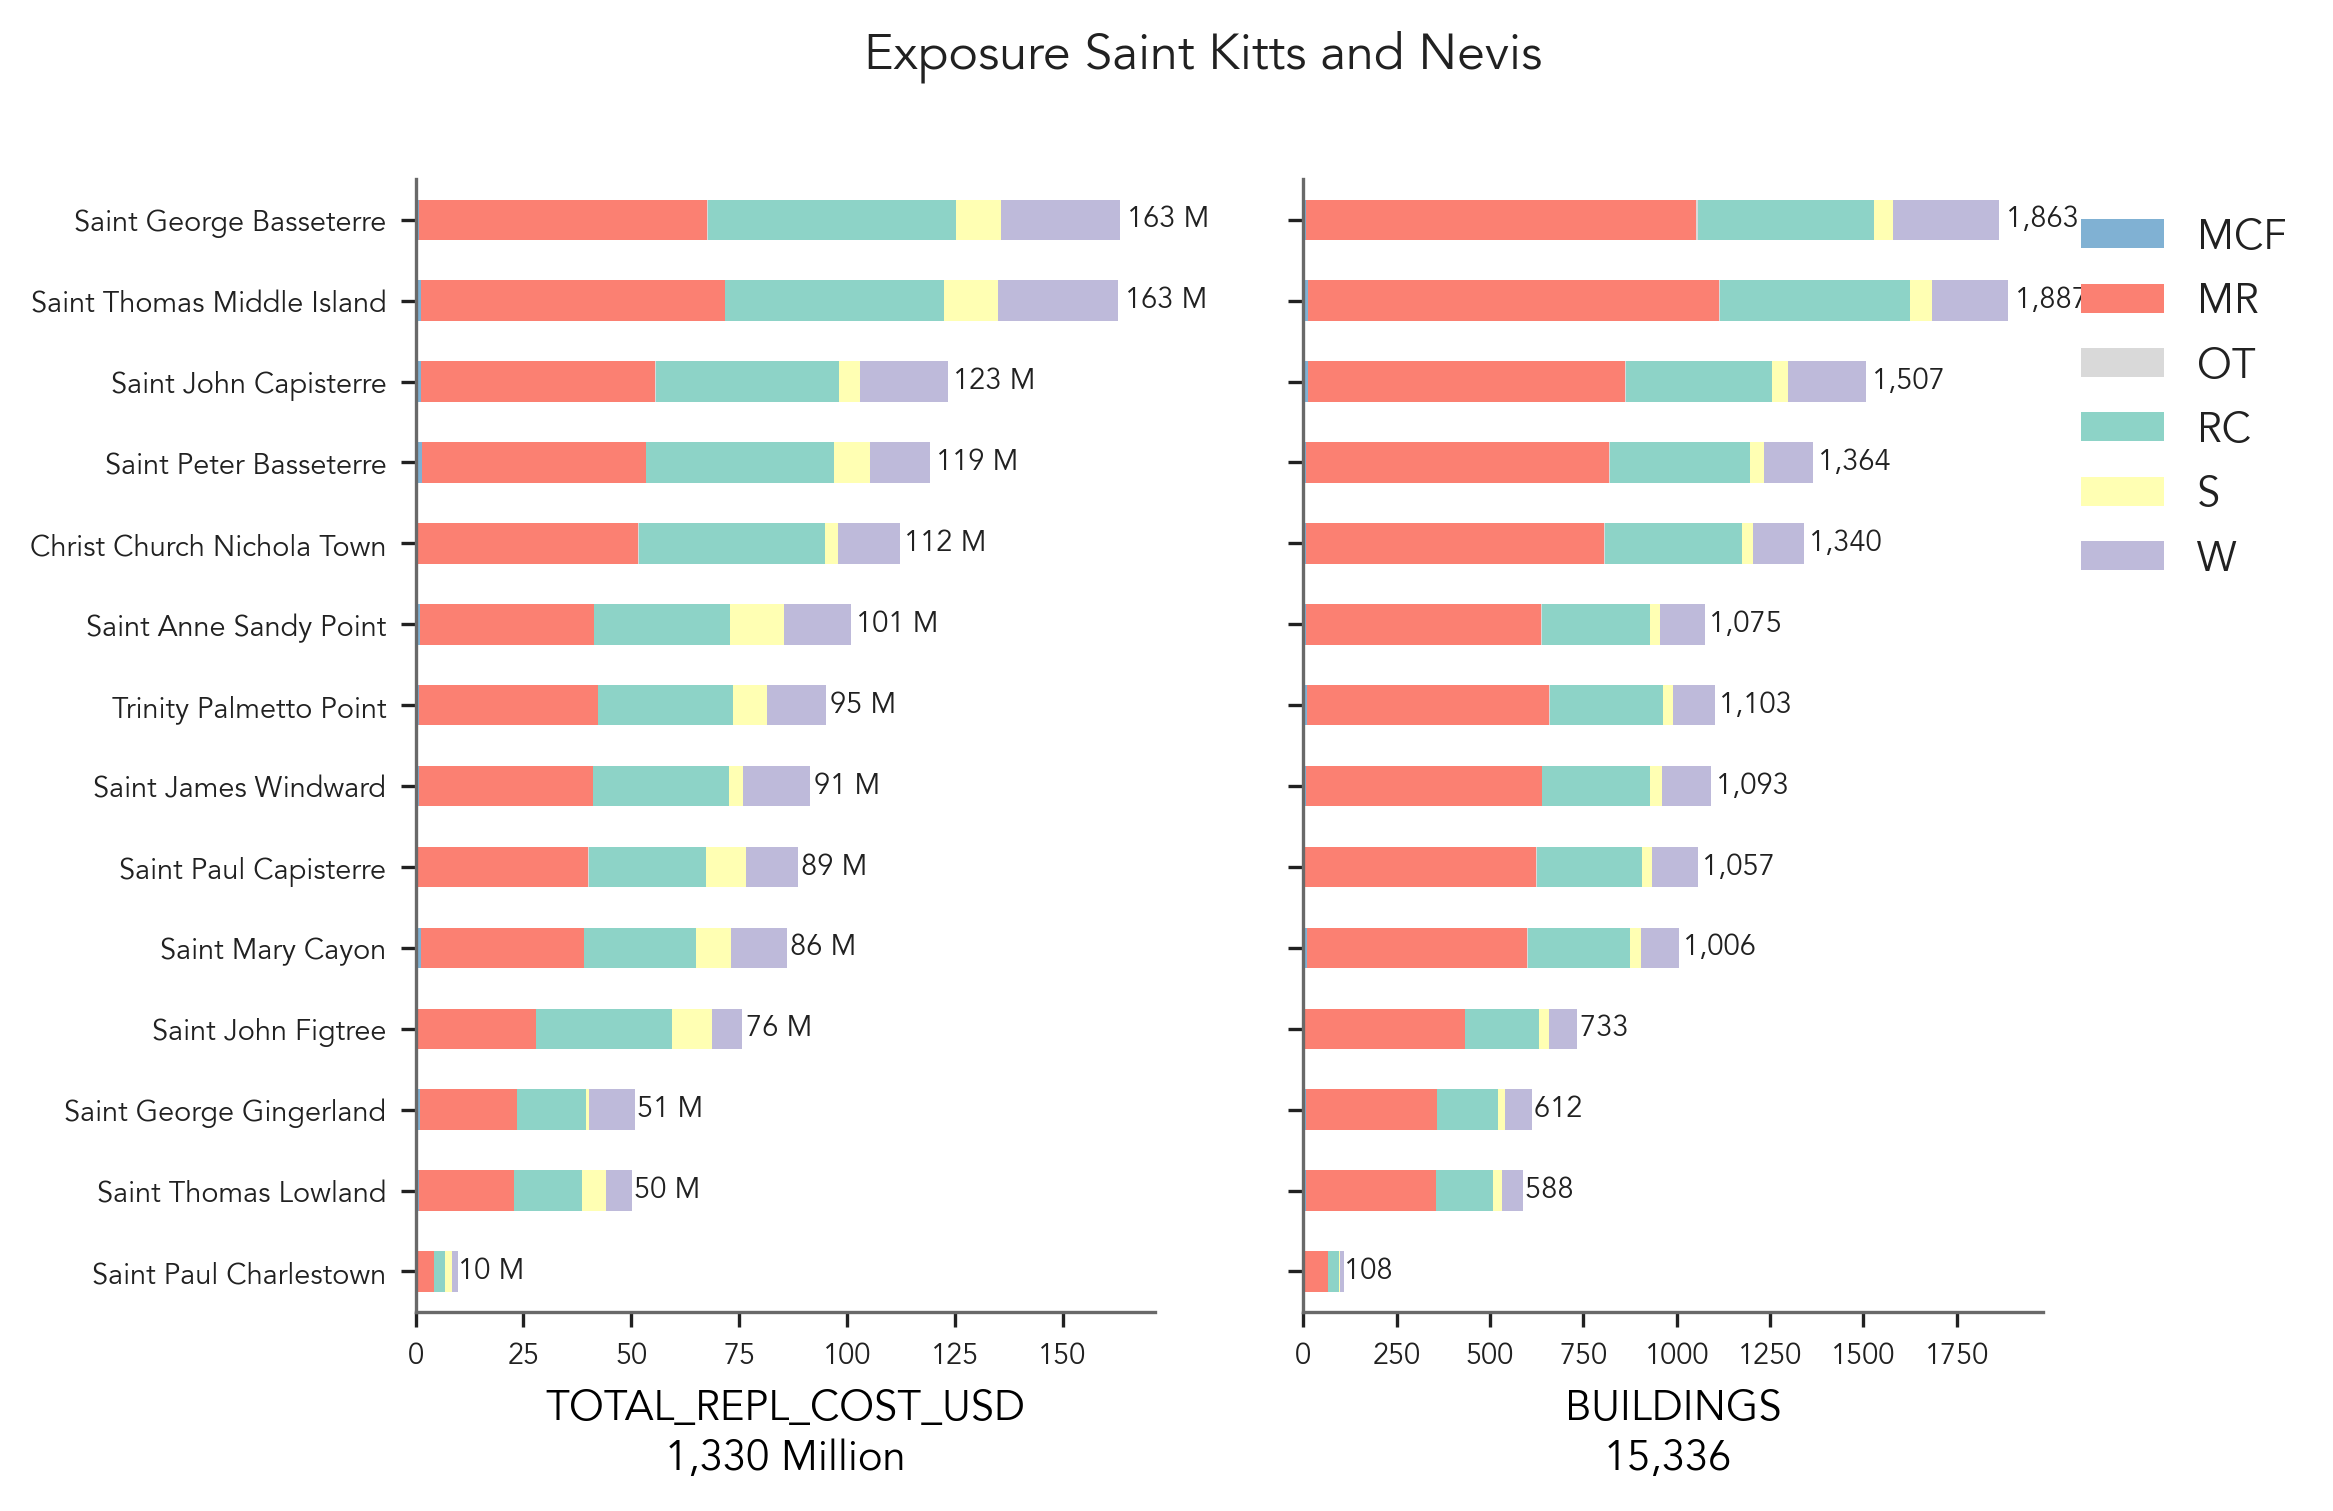 Exposure Saint Kitts and Nevis
Saint George Basseterre
Saint Thomas Middle Island
Saint John Capisterre
Saint Peter Basseterre
Christ Church Nichola Town
Saint Anne Sandy Point
Trinity Palmetto Point
Saint James Windward
Saint Paul Capisterre
Saint Mary Cayon
Saint John Figtree
Saint George Gingerland
Saint Thomas Lowland
Saint Paul Charlestown
163 M
163 M
123 M
119 M
112 M
101 M
95 M
91 M
89 M
86 M
76 M
51 M
50 M
10 M
0 25 50 75 100 125 150
TOTAL_REPL_COST_USD
1,330 Million
1,863
1,887
1,507
1,364
1,340
1,075
1,103
1,093
1,057
1,006
733
612
588
108
0 250 500 750 1000 1250 1500 1750
BUILDINGS
15,336
MCF
MR
OT
RC
S
W